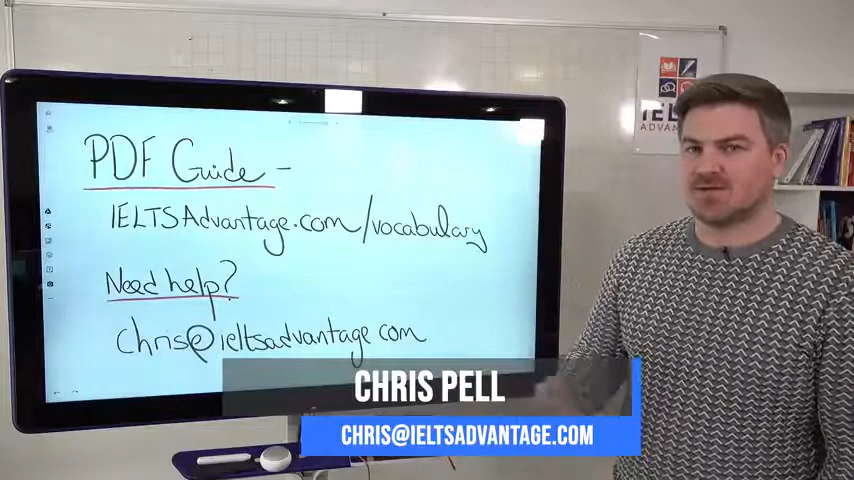 PDF Guide -
IELTSAdvantage.com/vocabulary
Need help?
chris@ieltsadvantage.com
CHRIS PELL
CHRIS@IELTSADVANTAGE.COM